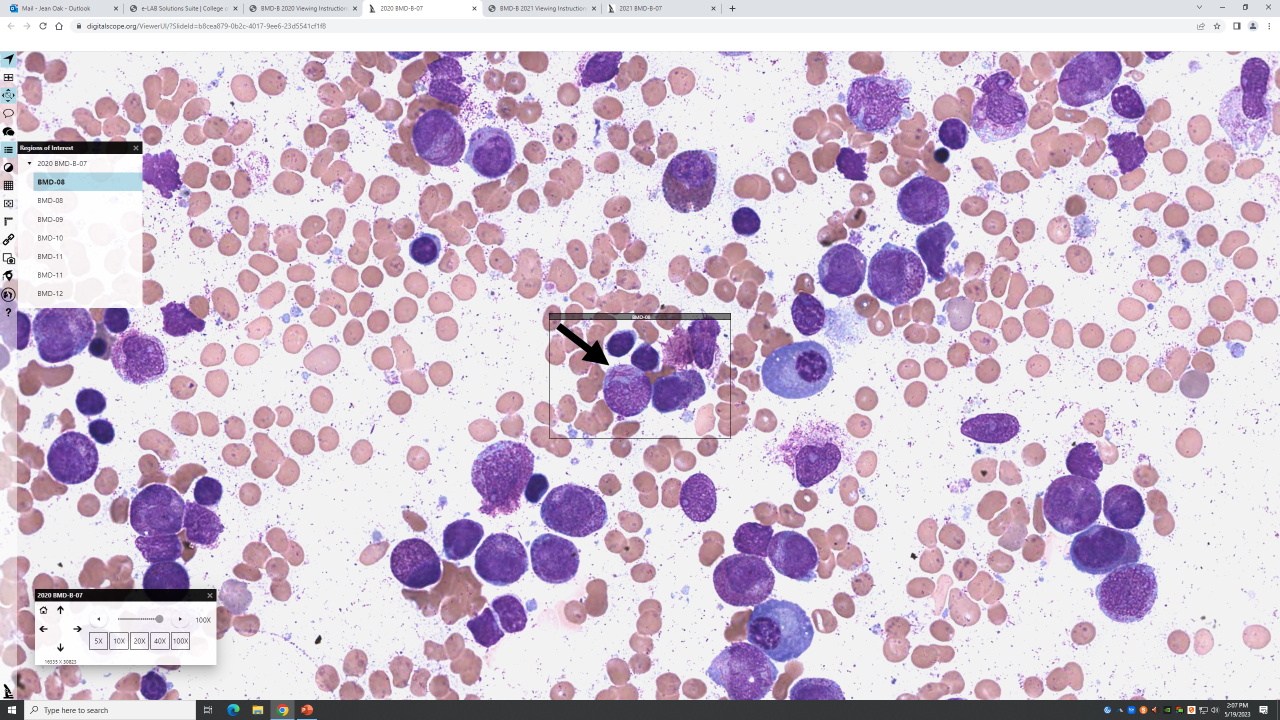 Mail - Jean Oak - Outlook
e-LAB Solutions Suite | College d
BMD-B 2020 Viewing Instruction
2020 BMD-B-07
BMD-B 2021 Viewing Instruction
2021 BMD-B-07
digitalscope.org/ViewerUI/?SlideId=b8cea879-0b2c-4017-9ee6-23d5541cf1f8
Regions of Interest
2020 BMD-B-07
BMD-08
BMD-08
BMD-09
BMD-10
BMD-11
BMD-11
BMD-12
?
BMD-08
2020 BMD-B-07
100X
5X 10X 20X 40X 100X
16535 X 30823
Type here to search
2:07 PM
5/19/2023